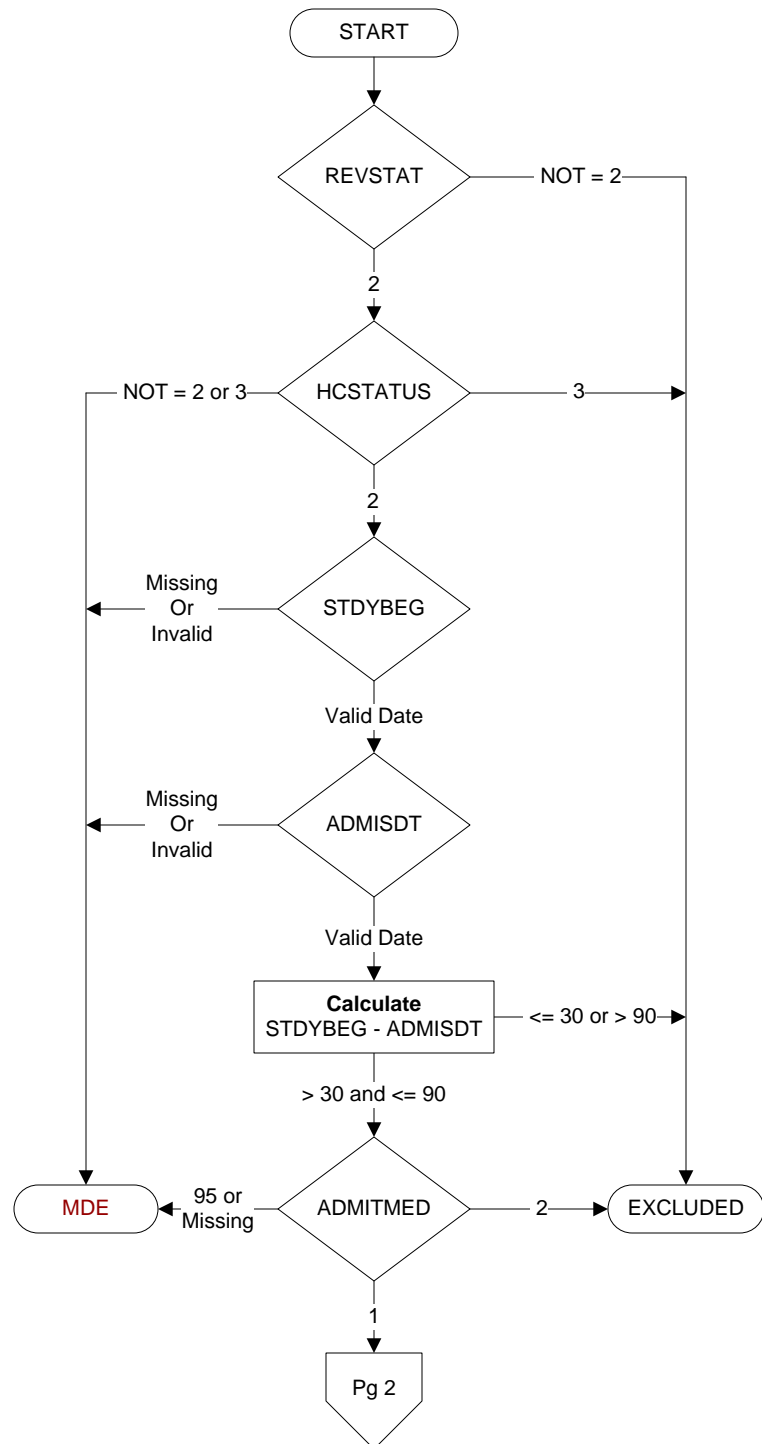 START
REVSTAT
NOT = 2
2
NOT = 2 or 3
HCSTATUS
3
2
Missing
Or
Invalid
STDYBEG
Valid Date
Missing
Or
Invalid
ADMISDT
Valid Date
Calculate
STDYBEG - ADMISDT
<= 30 or > 90
> 30 and <= 90
MDE
95 or
Missing
ADMITMED
2
EXCLUDED
1
Pg 2